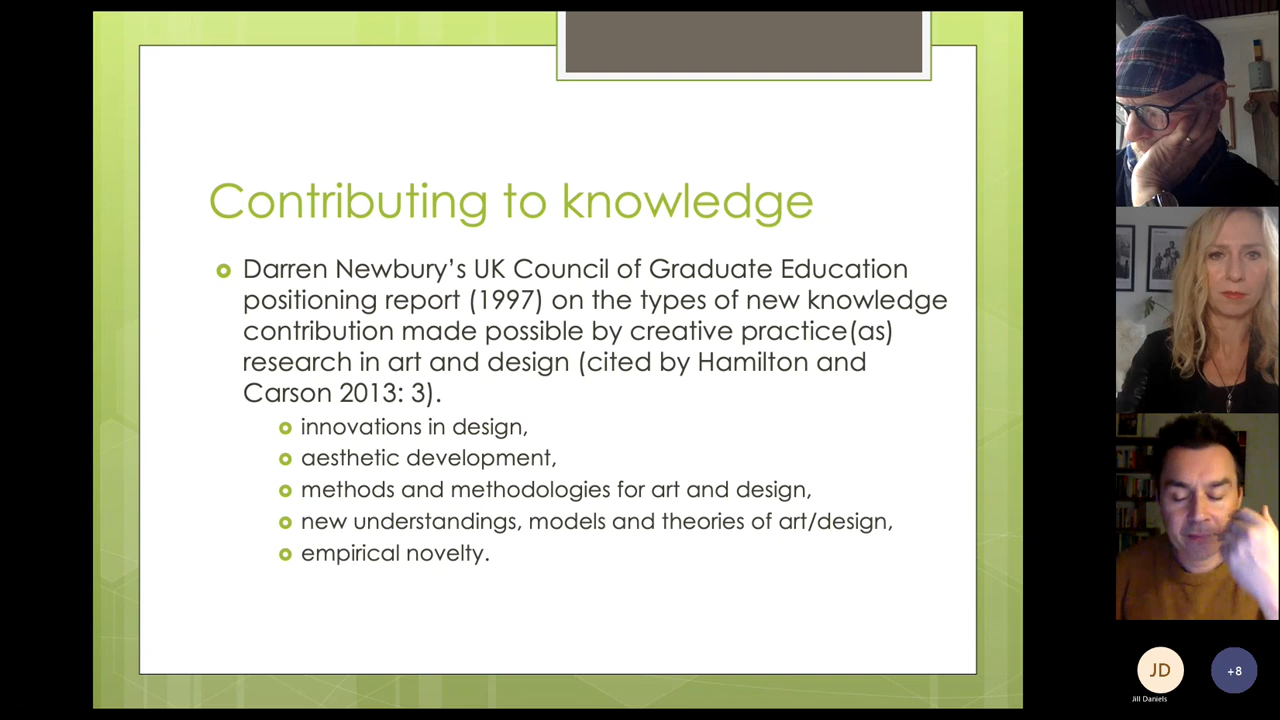 Contributing to knowledge
Darren Newbury’s UK Council of Graduate Education
positioning report (1997) on the types of new knowledge
contribution made possible by creative practice(as)
research in art and design (cited by Hamilton and
Carson 2013: 3).
innovations in design,
aesthetic development,
methods and methodologies for art and design,
new understandings, models and theories of art/design,
empirical novelty.
JD
+8
Jill Daniels